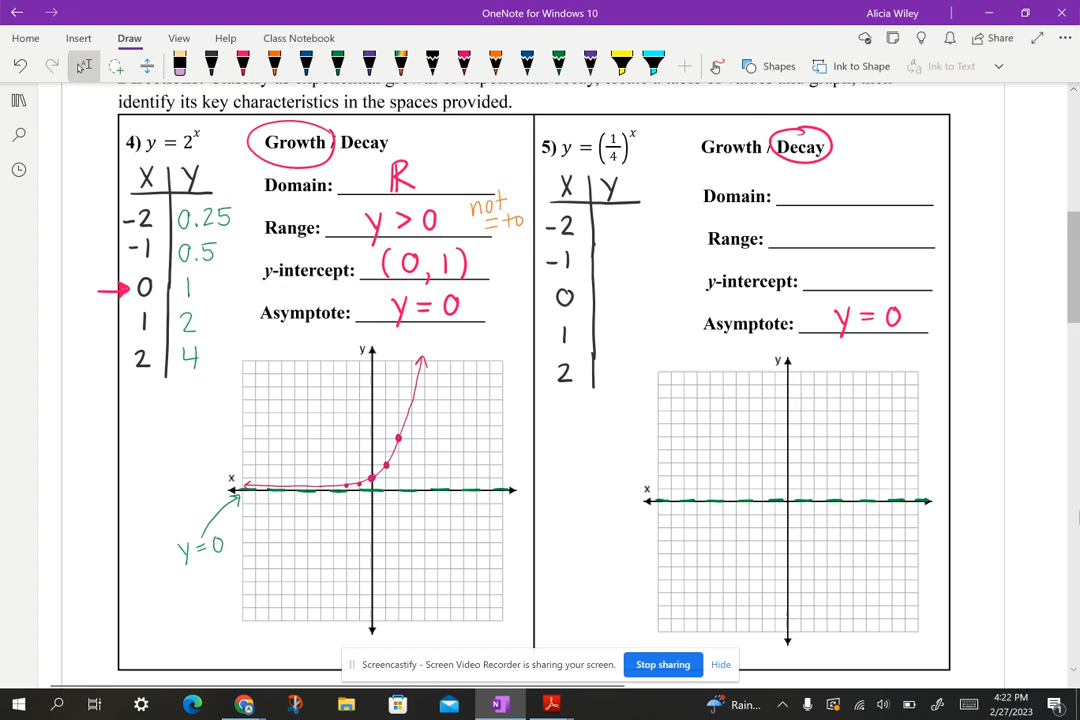 OneNote for Windows 10
Alicia Wiley
Home Insert Draw View Help Class Notebook
Share
Shapes
Ink to Shape
Ink to Text
identify its key characteristics in the spaces provided.
4) y = 2^x
Growth / Decay
X Y
-2 0.25
-1 0.5
0 1
1 2
2 4
Domain: ℝ
Range: y > 0
not
= to
y-intercept: (0, 1)
Asymptote: y = 0
y
x
y = 0
5) y = (1/4)^x
Growth / Decay
X Y
-2
-1
0
1
2
Domain:
Range:
y-intercept:
Asymptote: y = 0
y
x
Screencastify - Screen Video Recorder is sharing your screen.
Stop sharing
Hide
Rain...
4:22 PM
2/27/2023
1